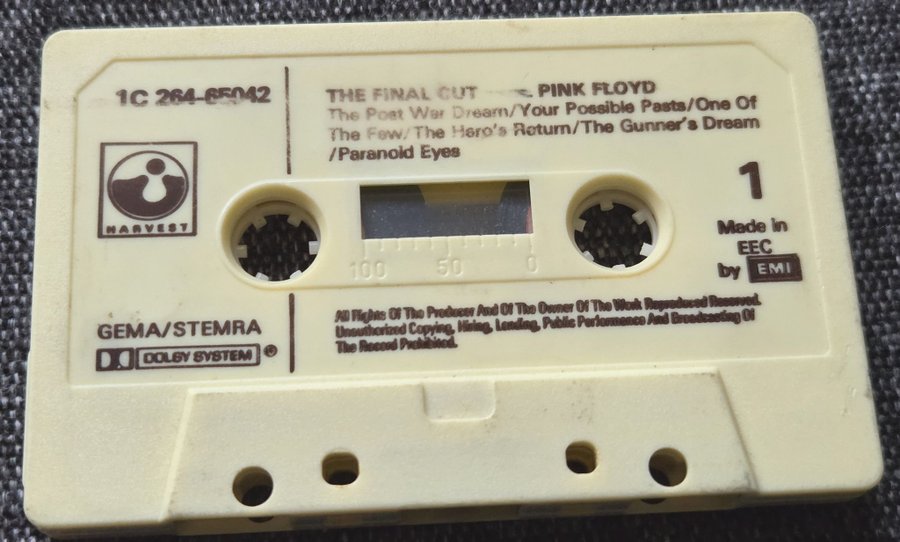 1C 264-65042
THE FINAL CUT PINK FLOYD
The Post War Dream/Your Possible Pasts/One Of
The Few/The Hero's Return/The Gunner's Dream
/Paranoid Eyes
HARVEST
1
Made in
EEC
by EMI
100 50 0
GEMA/STEMRA
DOLBY SYSTEM ®
All Rights Of The Producer And Of The Owner Of The Work Reproduced Reserved.
Unauthorized Copying, Hiring, Lending, Public Performance And Broadcasting Of
The Record Prohibited.